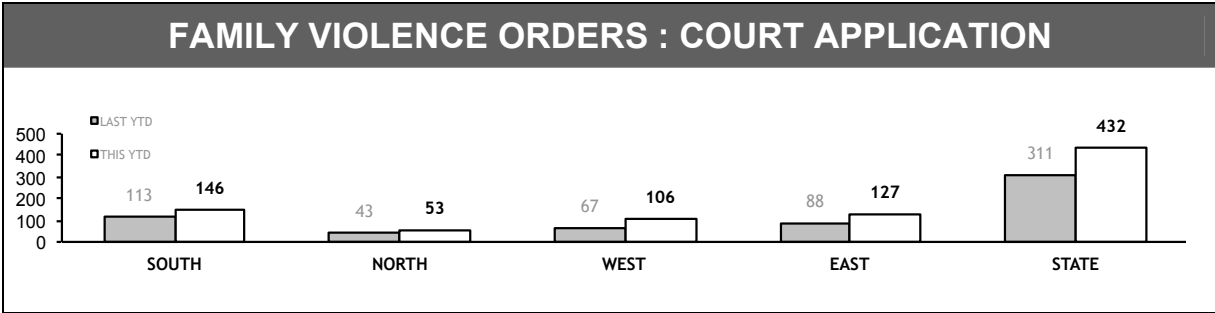 FAMILY VIOLENCE ORDERS : COURT APPLICATION
LAST YTD
THIS YTD
500
400
300
200
100
0
113
146
43
53
67
106
88
127
311
432
SOUTH
NORTH
WEST
EAST
STATE